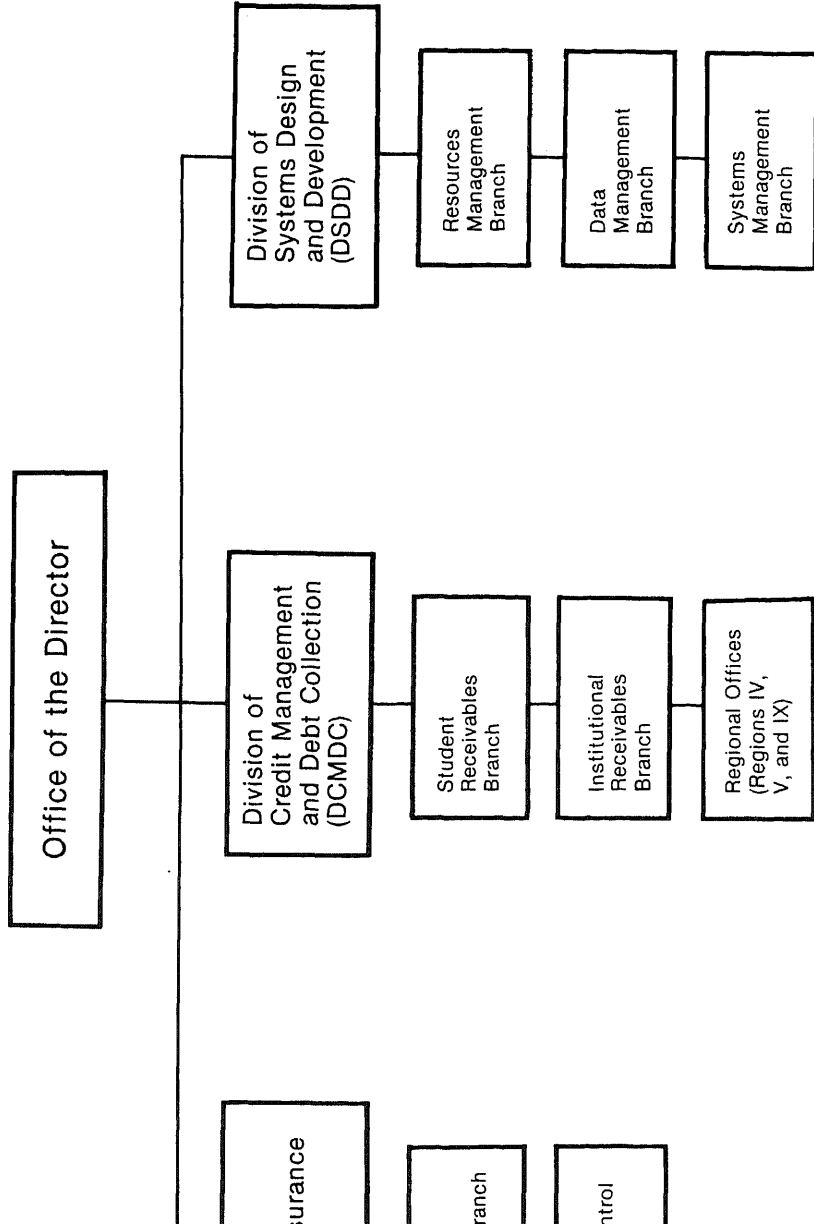 Office of the Director
surance
ranch
ntrol
Division of
Credit Management
and Debt Collection
(DCMDC)
Student
Receivables
Branch
Institutional
Receivables
Branch
Regional Offices
(Regions IV,
V, and IX)
Division of
Systems Design
and Development
(DSDD)
Resources
Management
Branch
Data
Management
Branch
Systems
Management
Branch